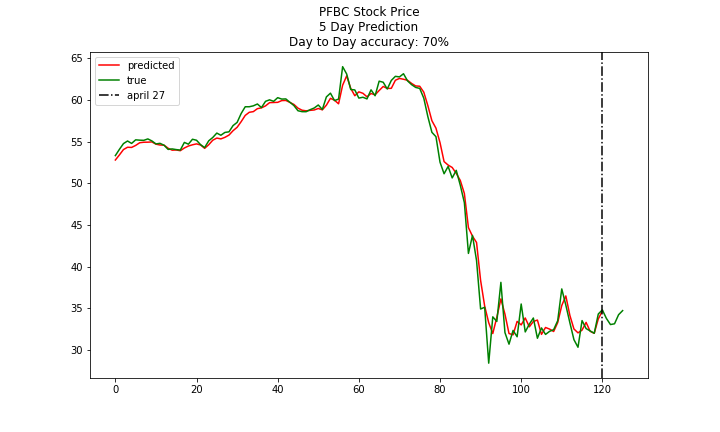 PFBC Stock Price
5 Day Prediction
Day to Day accuracy: 70%
65
60
55
50
45
40
35
30
predicted
true
april 27
0
20
40
60
80
100
120